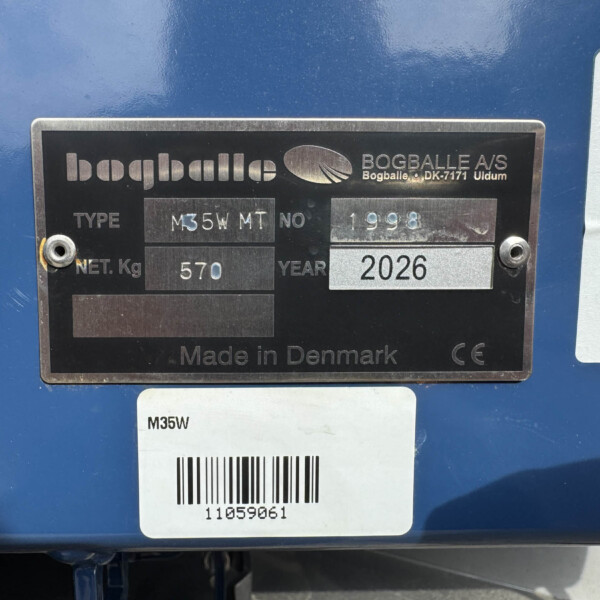 bogballe BOGBALLE A/S
Bogballe • DK-7171 Uldum
TYPE M35W MT NO 1998
NET. Kg 570 YEAR 2026
Made in Denmark CE
M35W
11059061